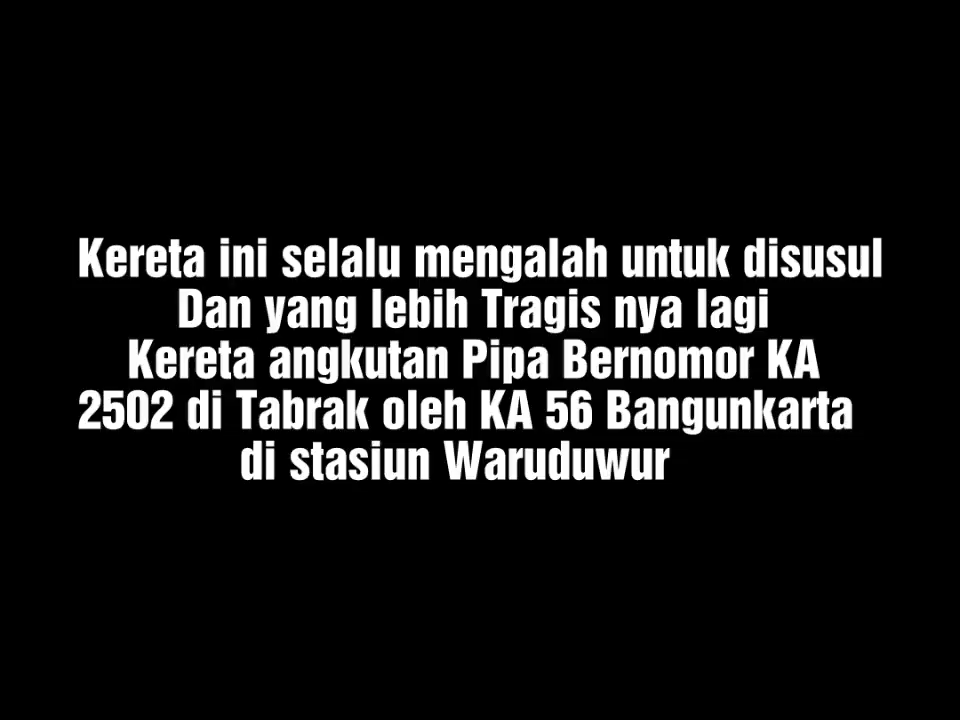 Kereta ini selalu mengalah untuk disusul
Dan yang lebih Tragis nya lagi
Kereta angkutan Pipa Bernomor KA
2502 di Tabrak oleh KA 56 Bangunkarta
di stasiun Waruduwur